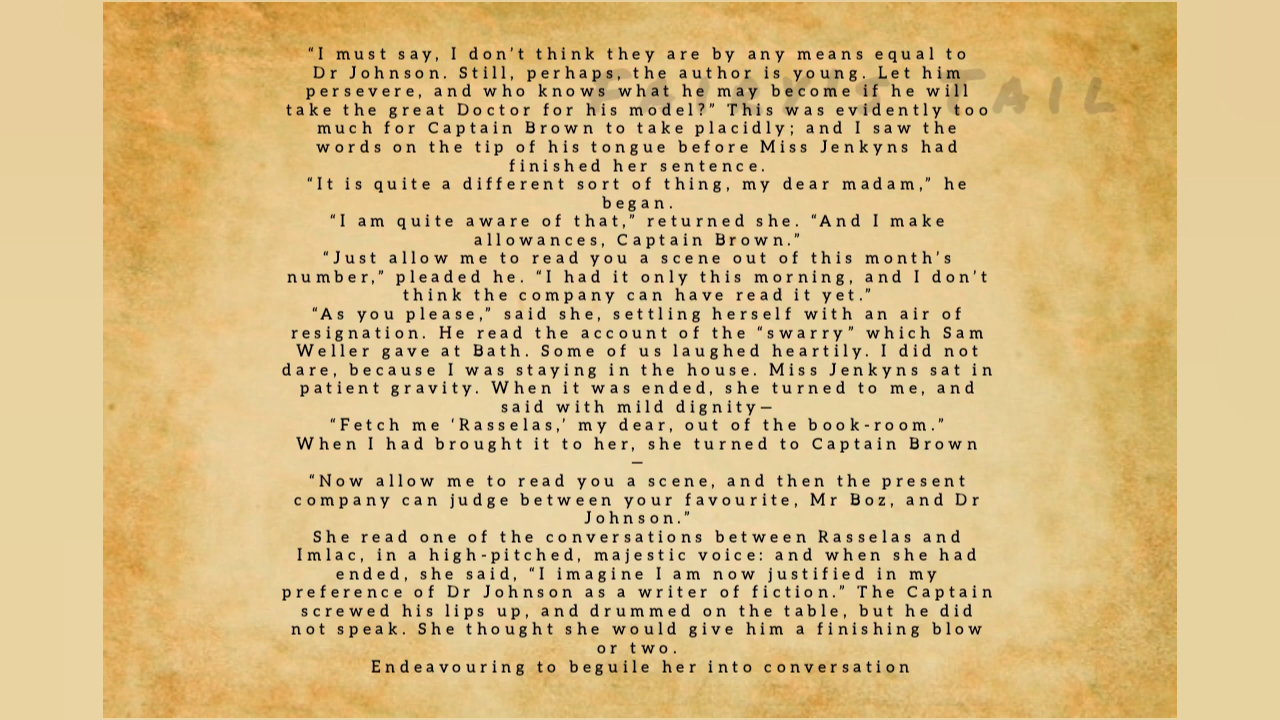 “I must say, I don’t think they are by any means equal to
Dr Johnson. Still, perhaps, the author is young. Let him
persevere, and who knows what he may become if he will
take the great Doctor for his model?” This was evidently too
much for Captain Brown to take placidly; and I saw the
words on the tip of his tongue before Miss Jenkyns had
finished her sentence.
“It is quite a different sort of thing, my dear madam,” he
began.
“I am quite aware of that,” returned she. “And I make
allowances, Captain Brown.”
“Just allow me to read you a scene out of this month’s
number,” pleaded he. “I had it only this morning, and I don’t
think the company can have read it yet.”
“As you please,” said she, settling herself with an air of
resignation. He read the account of the “swarry” which Sam
Weller gave at Bath. Some of us laughed heartily. I did not
dare, because I was staying in the house. Miss Jenkyns sat in
patient gravity. When it was ended, she turned to me, and
said with mild dignity—
“Fetch me ‘Rasselas,’ my dear, out of the book-room.”
When I had brought it to her, she turned to Captain Brown
—
“Now allow me to read you a scene, and then the present
company can judge between your favourite, Mr Boz, and Dr
Johnson.”
She read one of the conversations between Rasselas and
Imlac, in a high-pitched, majestic voice: and when she had
ended, she said, “I imagine I am now justified in my
preference of Dr Johnson as a writer of fiction.” The Captain
screwed his lips up, and drummed on the table, but he did
not speak. She thought she would give him a finishing blow
or two.
Endeavouring to beguile her into conversation
TAIL